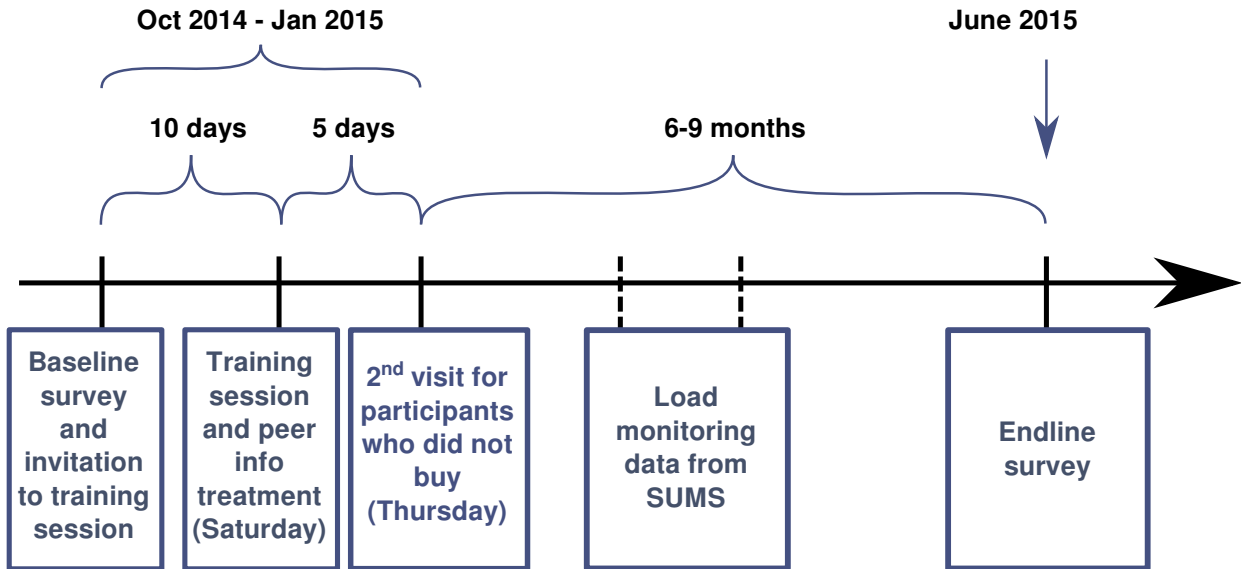 Oct 2014 - Jan 2015
June 2015
10 days
5 days
6-9 months
Baseline
survey
and
invitation
to training
session
Training
session
and peer
info
treatment
(Saturday)
2nd visit for
participants
who did not
buy
(Thursday)
Load
monitoring
data from
SUMS
Endline
survey